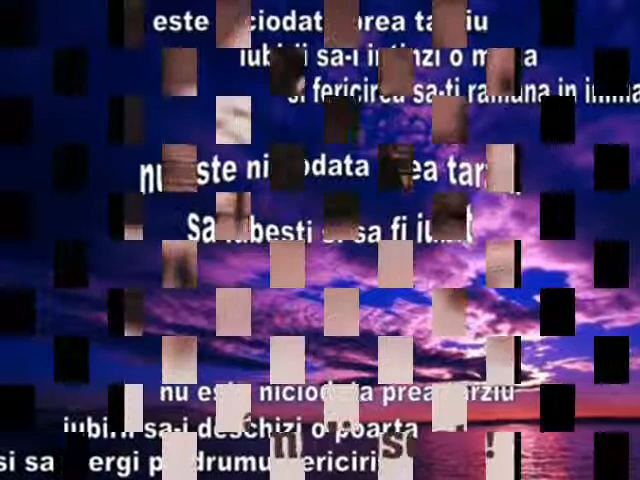 este niciodata prea tarziu
iubirii sa-i intinzi o mana
si fericirea sa-ti ramana in inima
nu este niciodata prea tarziu
sa iubesti si sa fi iubit
nu este niciodata prea tarziu
iubirii sa-i deschizi o poarta
si sa mergi pe drumul fericirii
!